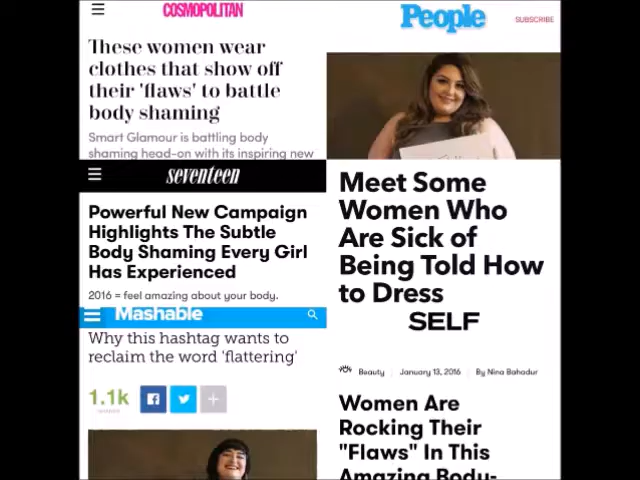 COSMOPOLITAN
These women wear
clothes that show off
their 'flaws' to battle
body shaming
Smart Glamour is battling body
shaming head-on with its inspiring new
seventeen
Powerful New Campaign
Highlights The Subtle
Body Shaming Every Girl
Has Experienced
2016 = feel amazing about your body.
Mashable
Why this hashtag wants to
reclaim the word 'flattering'
1.1k
People
SUBSCRIBE
Meet Some
Women Who
Are Sick of
Being Told How
to Dress
SELF
Beauty January 13, 2016 By Nina Bahadur
Women Are
Rocking Their
"Flaws" In This
Amazing Body-